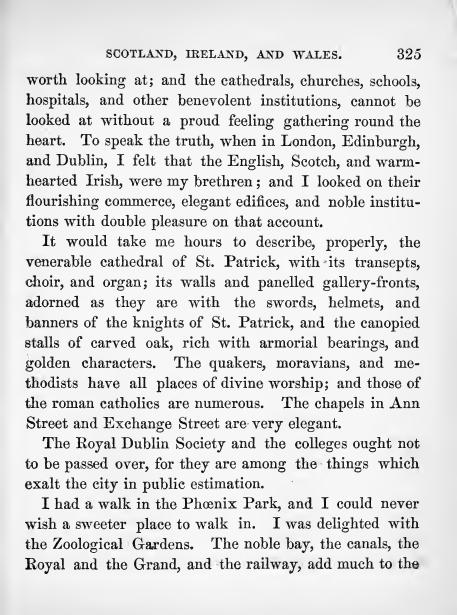 SCOTLAND, IRELAND, AND WALES. 325
worth looking at; and the cathedrals, churches, schools,
hospitals, and other benevolent institutions, cannot be
looked at without a proud feeling gathering round the
heart. To speak the truth, when in London, Edinburgh,
and Dublin, I felt that the English, Scotch, and warm-
hearted Irish, were my brethren; and I looked on their
flourishing commerce, elegant edifices, and noble institu-
tions with double pleasure on that account.
It would take me hours to describe, properly, the
venerable cathedral of St. Patrick, with its transepts,
choir, and organ; its walls and panelled gallery-fronts,
adorned as they are with the swords, helmets, and
banners of the knights of St. Patrick, and the canopied
stalls of carved oak, rich with armorial bearings, and
golden characters. The quakers, moravians, and me-
thodists have all places of divine worship; and those of
the roman catholics are numerous. The chapels in Ann
Street and Exchange Street are very elegant.
The Royal Dublin Society and the colleges ought not
to be passed over, for they are among the things which
exalt the city in public estimation.
I had a walk in the Phœnix Park, and I could never
wish a sweeter place to walk in. I was delighted with
the Zoological Gardens. The noble bay, the canals, the
Royal and the Grand, and the railway, add much to the